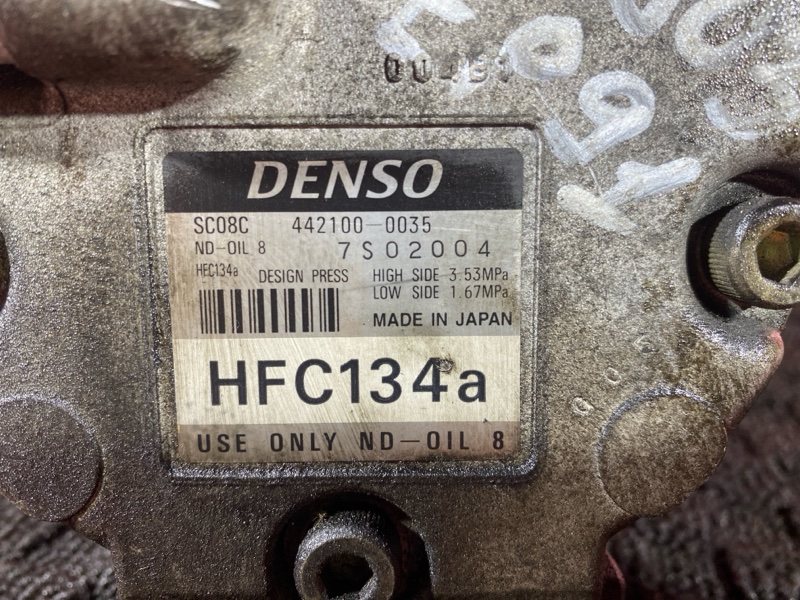 DENSO
SC08C 442100-0035
ND-OIL 8 7S02004
HFC134a DESIGN PRESS HIGH SIDE 3.53MPa
LOW SIDE 1.67MPa
MADE IN JAPAN
HFC134a
USE ONLY ND-OIL 8